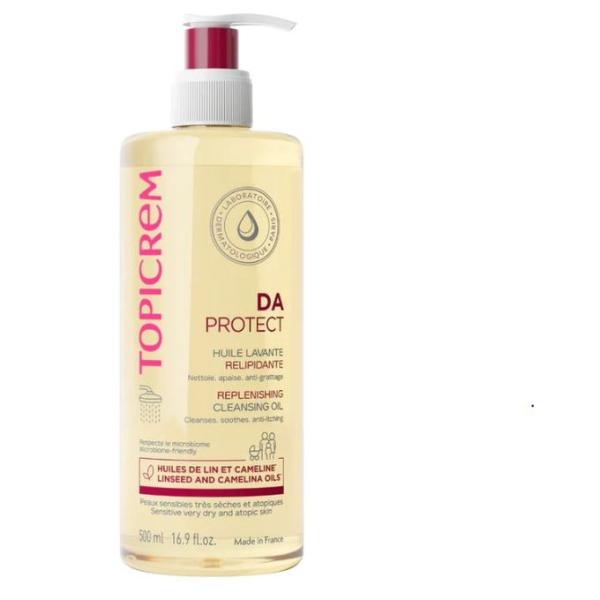 TOPICREM
LABORATOIRE
DERMATOLOGIQUE • PARIS
DA
PROTECT
HUILE LAVANTE
RELIPIDANTE
Nettoie, apaise, anti-grattage
REPLENISHING
CLEANSING OIL
Cleanses, soothes, anti-itching
Respecte le microbiome
Microbiome-friendly
HUILES DE LIN ET CAMELINE*
LINSEED AND CAMELINA OILS*
Peaux sensibles très sèches et atopiques
Sensitive very dry and atopic skin
500 ml 16.9 fl.oz. Made in France